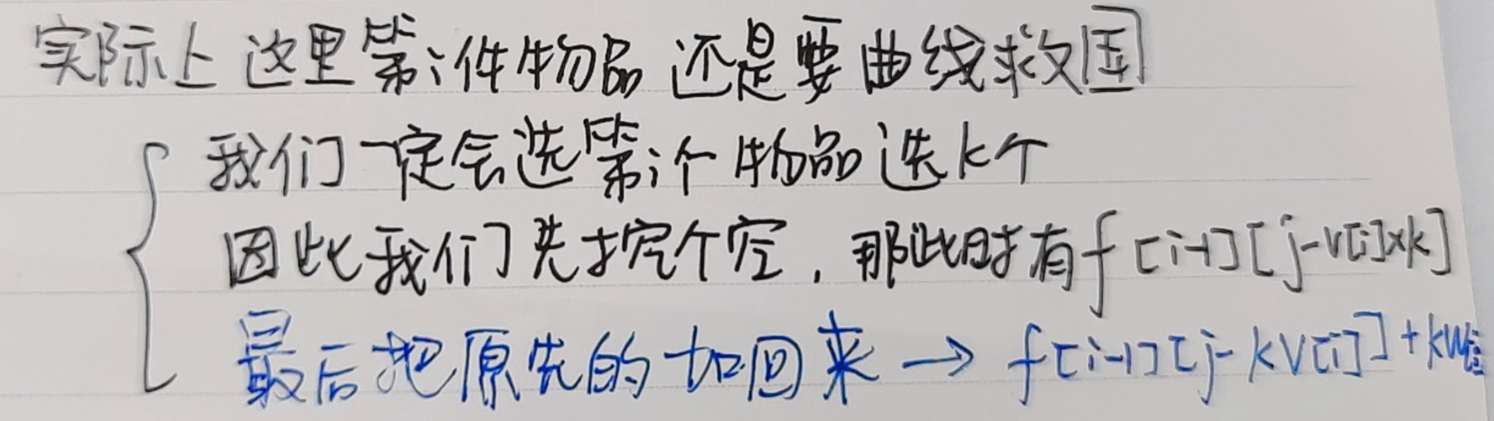 实际上这里第i件物品还是要曲线救国
我们一定会选第i个物品选k个
因此我们先挖个空，那此时有f[i-1][j-v[i]×k]
最后把原先的加回来→f[i-1][j-kv[i]]+kw